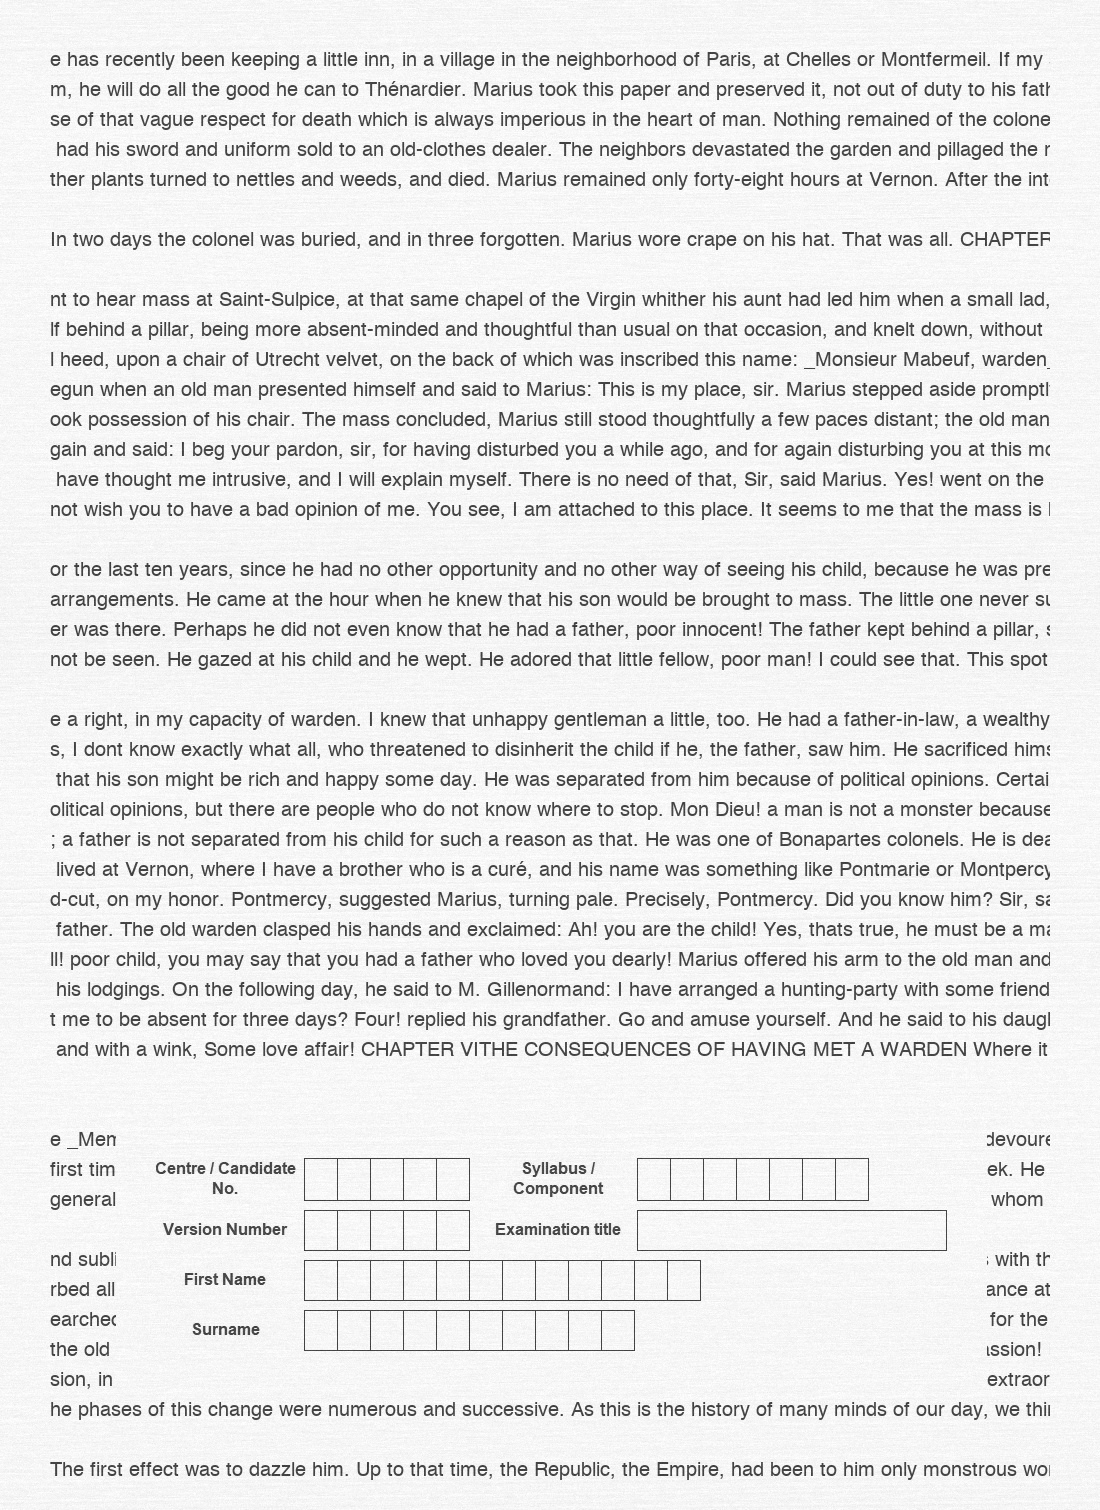 e has recently been keeping a little inn, in a village in the neighborhood of Paris, at Chelles or Montfermeil. If my
m, he will do all the good he can to Thénardier. Marius took this paper and preserved it, not out of duty to his fath
se of that vague respect for death which is always imperious in the heart of man. Nothing remained of the colone
had his sword and uniform sold to an old-clothes dealer. The neighbors devastated the garden and pillaged the r
ther plants turned to nettles and weeds, and died. Marius remained only forty-eight hours at Vernon. After the int
In two days the colonel was buried, and in three forgotten. Marius wore crape on his hat. That was all. CHAPTER
nt to hear mass at Saint-Sulpice, at that same chapel of the Virgin whither his aunt had led him when a small lad,
lf behind a pillar, being more absent-minded and thoughtful than usual on that occasion, and knelt down, without
l heed, upon a chair of Utrecht velvet, on the back of which was inscribed this name: _Monsieur Mabeuf, warden_
egun when an old man presented himself and said to Marius: This is my place, sir. Marius stepped aside promptl
ook possession of his chair. The mass concluded, Marius still stood thoughtfully a few paces distant; the old man
gain and said: I beg your pardon, sir, for having disturbed you a while ago, and for again disturbing you at this mo
have thought me intrusive, and I will explain myself. There is no need of that, Sir, said Marius. Yes! went on the
not wish you to have a bad opinion of me. You see, I am attached to this place. It seems to me that the mass is
or the last ten years, since he had no other opportunity and no other way of seeing his child, because he was pre
arrangements. He came at the hour when he knew that his son would be brought to mass. The little one never su
er was there. Perhaps he did not even know that he had a father, poor innocent! The father kept behind a pillar, s
not be seen. He gazed at his child and he wept. He adored that little fellow, poor man! I could see that. This spot
e a right, in my capacity of warden. I knew that unhappy gentleman a little, too. He had a father-in-law, a wealthy
s, I dont know exactly what all, who threatened to disinherit the child if he, the father, saw him. He sacrificed hims
that his son might be rich and happy some day. He was separated from him because of political opinions. Certai
olitical opinions, but there are people who do not know where to stop. Mon Dieu! a man is not a monster because
; a father is not separated from his child for such a reason as that. He was one of Bonapartes colonels. He is dea
lived at Vernon, where I have a brother who is a curé, and his name was something like Pontmarie or Montpercy
d-cut, on my honor. Pontmercy, suggested Marius, turning pale. Precisely, Pontmercy. Did you know him? Sir, sa
father. The old warden clasped his hands and exclaimed: Ah! you are the child! Yes, thats true, he must be a ma
ll! poor child, you may say that you had a father who loved you dearly! Marius offered his arm to the old man and
his lodgings. On the following day, he said to M. Gillenormand: I have arranged a hunting-party with some friend
t me to be absent for three days? Four! replied his grandfather. Go and amuse yourself. And he said to his daugh
and with a wink, Some love affair! CHAPTER VITHE CONSEQUENCES OF HAVING MET A WARDEN Where it
e _Mem devoure
first tim ek. He
general whom
nd subli s with th
rbed all ance at
earched for the
the old assion!
sion, in extraor
Centre / Candidate No.
Syllabus / Component
Version Number
Examination title
First Name
Surname
he phases of this change were numerous and successive. As this is the history of many minds of our day, we thin
The first effect was to dazzle him. Up to that time, the Republic, the Empire, had been to him only monstrous wor